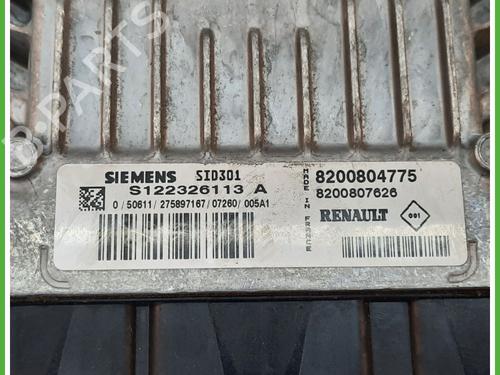 SIEMENS SID301
S122326113 A
0 / 50611 / 275897167 / 07260 / 005A1
MADE IN FRANCE
8200804775
8200807626
RENAULT
001